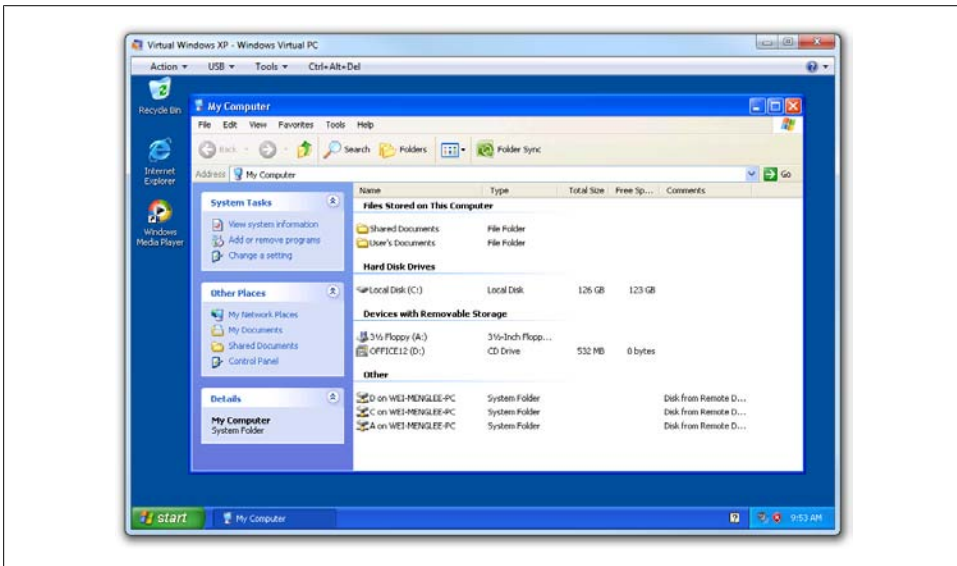 Virtual Windows XP - Windows Virtual PC
Action USB Tools Ctrl+Alt+Del
Recycle Bin
My Computer
File Edit View Favorites Tools Help
Back Search Folders Folder Sync
Internet Explorer
Address My Computer Go
Name Type Total Size Free Sp... Comments
System Tasks
Files Stored on This Computer
View system information
Shared Documents File Folder
Windows Media Player
Add or remove programs
User's Documents File Folder
Change a setting
Hard Disk Drives
Other Places
Local Disk (C:) Local Disk 126 GB 123 GB
My Network Places
Devices with Removable Storage
My Documents
3½ Floppy (A:) 3½-Inch Flopp...
Shared Documents
OFFICE12 (D:) CD Drive 532 MB 0 bytes
Control Panel
Other
Details
D on WEI-MENGLEE-PC System Folder Disk from Remote D...
My Computer
C on WEI-MENGLEE-PC System Folder Disk from Remote D...
System Folder
A on WEI-MENGLEE-PC System Folder Disk from Remote D...
start My Computer 9:53 AM